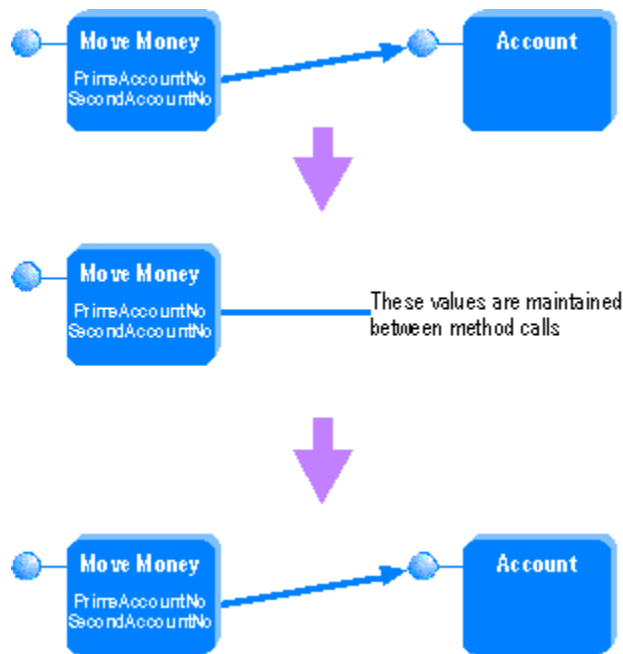 Move Money
Account
PrimeAccountNo
SecondAccountNo
Move Money
PrimeAccountNo
SecondAccountNo
These values are maintained
between method calls
Move Money
Account
PrimeAccountNo
SecondAccountNo